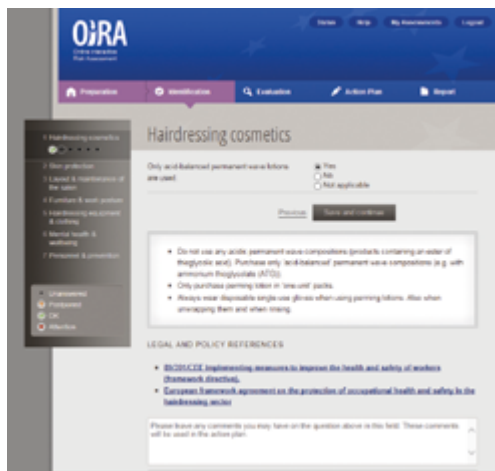 OiRA
Online interactive
Risk Assessment
Home Help My Assessments Logout
Preparation Identification Evaluation Action Plan Report
1 Hairdressing cosmetics
2 Skin protection
3 Layout & maintenance of
the salon
4 Furniture & work posture
5 Hairdressing equipment
& clothing
6 Mental health &
wellbeing
7 Personnel & prevention
Unanswered
Postponed
OK
Attention
Hairdressing cosmetics
Only acid-balanced permanent wave lotions
are used.
Yes
No
Not applicable
Previous Save and continue
Do not use any acidic permanent wave compositions (products containing an ester of
thioglycolic acid). Purchase only 'acid-balanced' permanent wave compositions (e.g. with
ammonium thioglycolate (ATG)).
Only purchase perming lotion in 'one unit' packs.
Always wear disposable single use gloves when using perming lotions. Also when
unwrapping them and when rinsing.
LEGAL AND POLICY REFERENCES
implementing measures to improve the health and safety of workers
(framework directive),
European framework agreement on the protection of occupational health and safety in the
hairdressing sector
Please leave any comments you may have on the question above in this field. These comments
will be used in the action plan